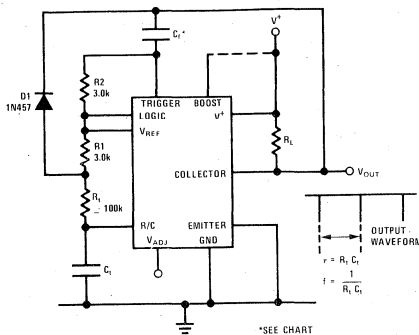 V+
Cf*
D1
1N457
R2
3.0k
TRIGGER BOOST
LOGIC
V+
VREF
R1
3.0k
RL
COLLECTOR
VOUT
Rt
100k
R/C
EMITTER
VADJ
GND
Ct
OUTPUT
WAVEFORM
τ = Rt Ct
f = 1
Rt Ct
*SEE CHART